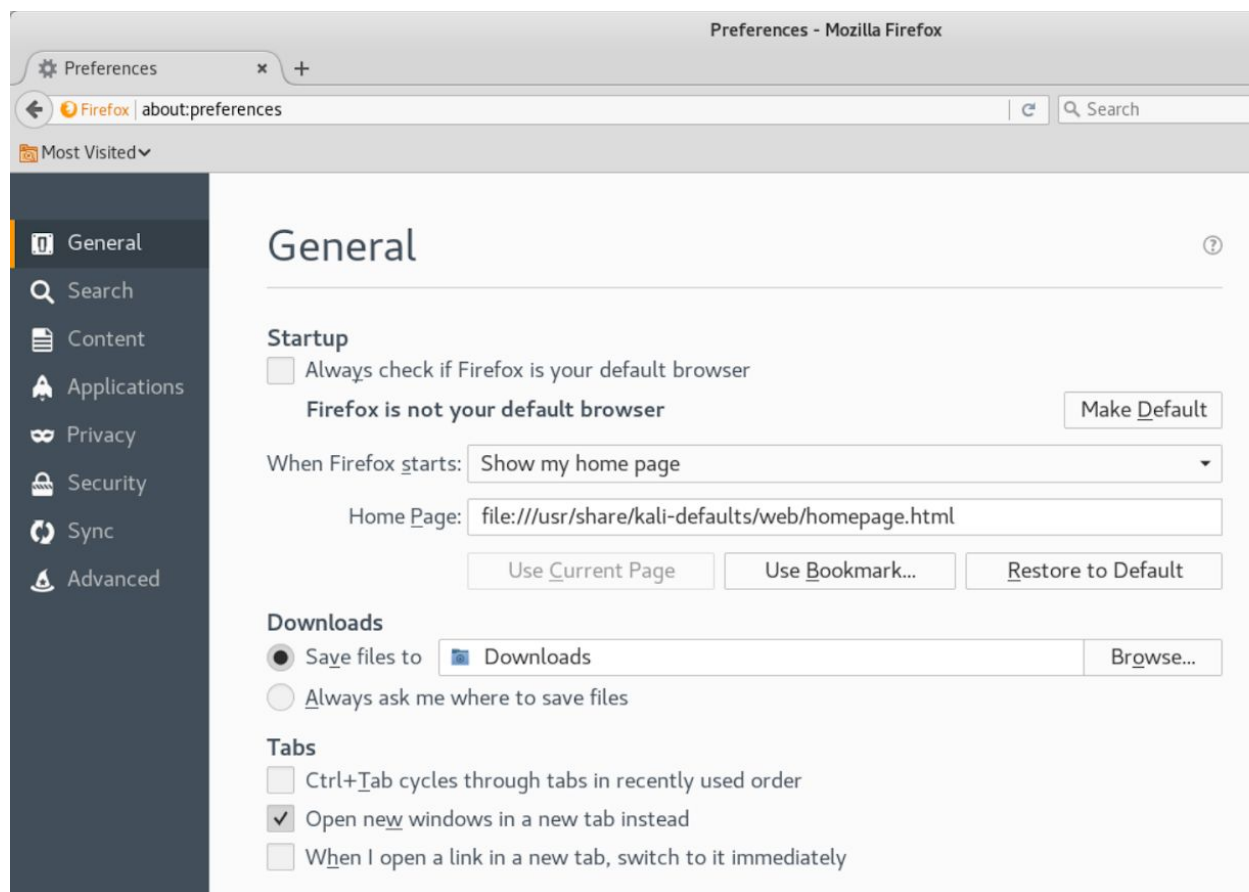 Preferences - Mozilla Firefox
Preferences
Firefox about:preferences Search
Most Visited
General
Search
Content
Applications
Privacy
Security
Sync
Advanced
General
Startup
Always check if Firefox is your default browser
Firefox is not your default browser Make Default
When Firefox starts: Show my home page
Home Page: file:///usr/share/kali-defaults/web/homepage.html
Use Current Page Use Bookmark... Restore to Default
Downloads
Save files to Downloads Browse...
Always ask me where to save files
Tabs
Ctrl+Tab cycles through tabs in recently used order
Open new windows in a new tab instead
When I open a link in a new tab, switch to it immediately